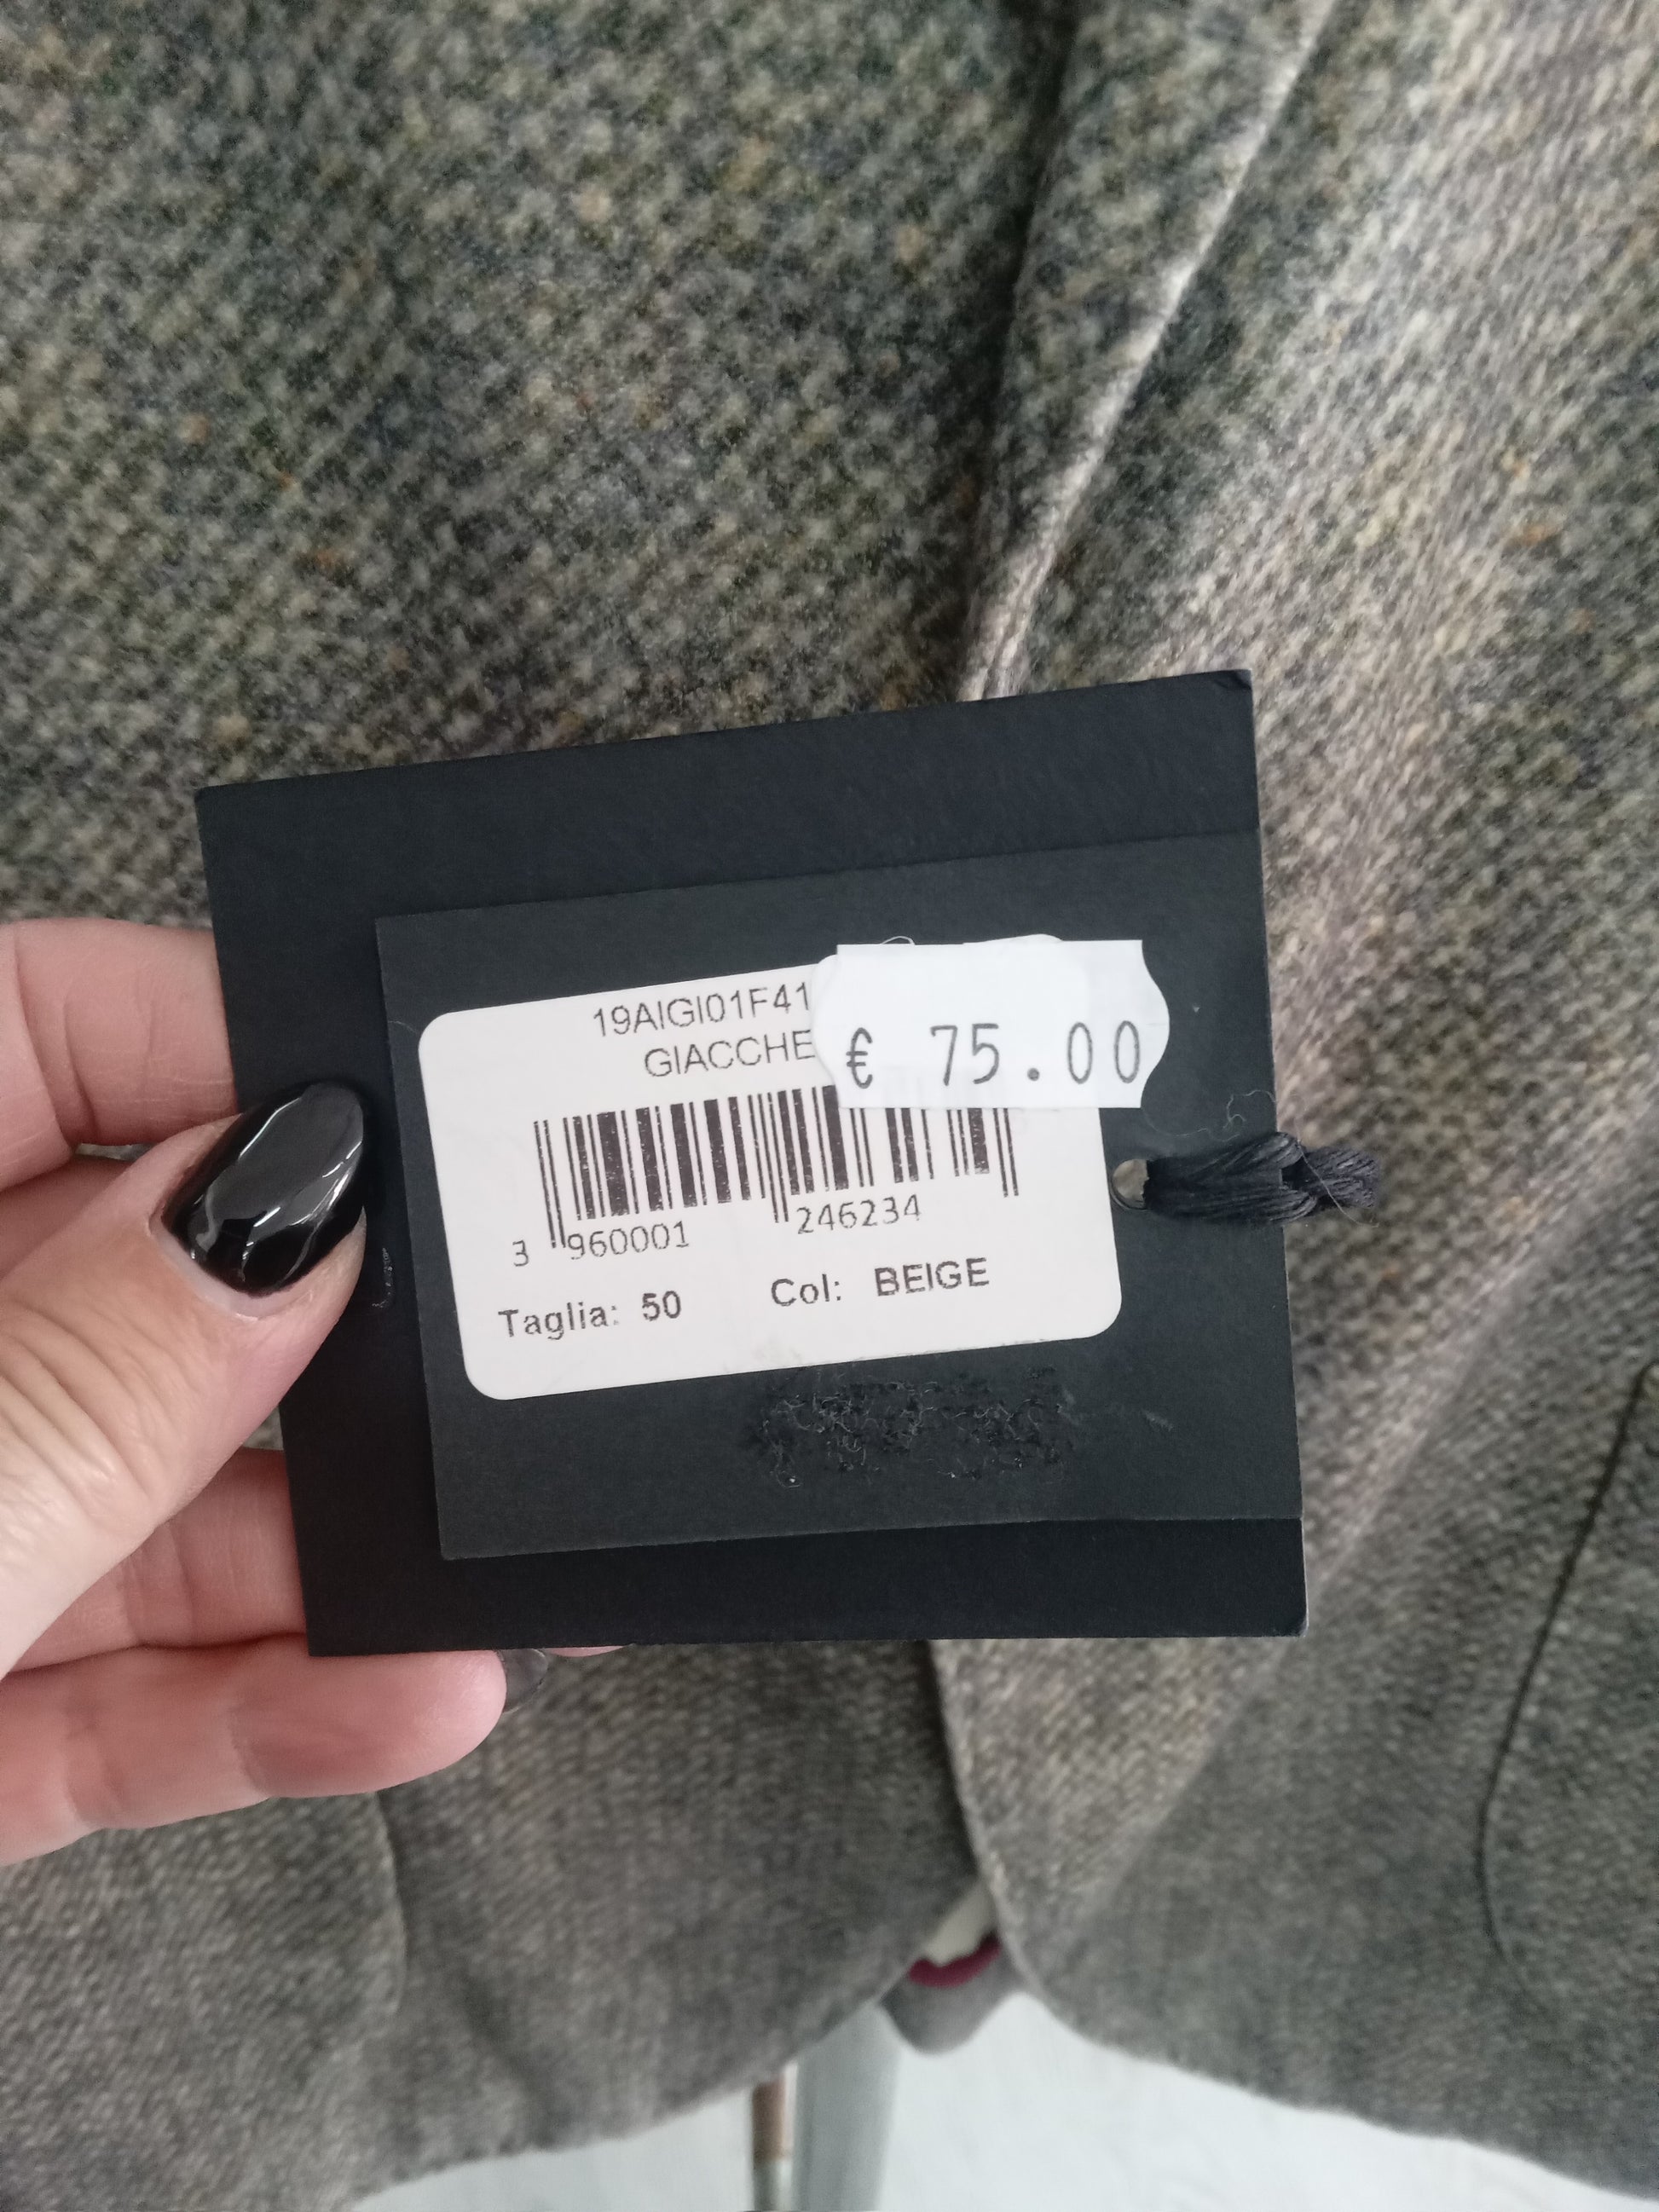 19AIGI01F41
GIACCHE
€ 75.00
3 960001 246234
Taglia: 50 Col: BEIGE